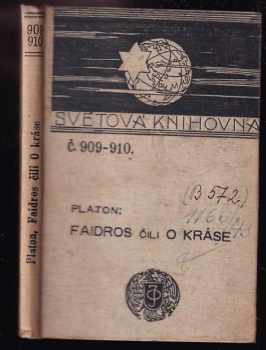 909
910
Platon, Faidros čili O kráse
SVĚTOVÁ KNIHOVNA
Č. 909-910.
PLATON:
FAIDROS ČILI O KRÁSE
(B 572.)